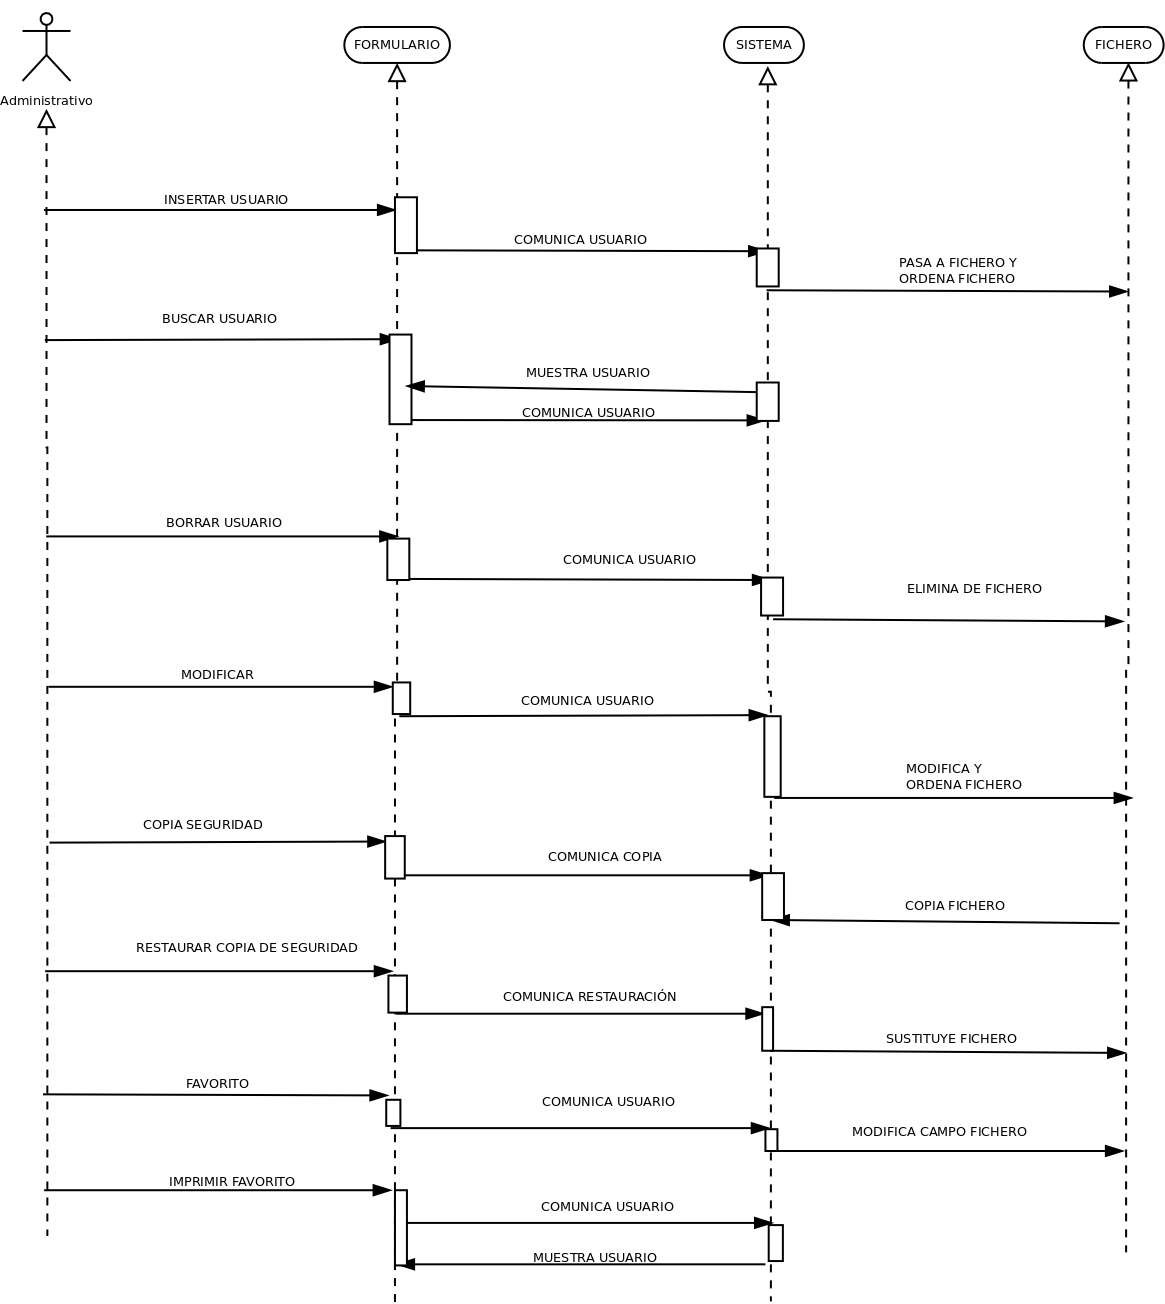 FORMULARIO
SISTEMA
FICHERO
Administrativo
INSERTAR USUARIO
COMUNICA USUARIO
PASA A FICHERO Y
ORDENA FICHERO
BUSCAR USUARIO
MUESTRA USUARIO
COMUNICA USUARIO
BORRAR USUARIO
COMUNICA USUARIO
ELIMINA DE FICHERO
MODIFICAR
COMUNICA USUARIO
MODIFICA Y
ORDENA FICHERO
COPIA SEGURIDAD
COMUNICA COPIA
COPIA FICHERO
RESTAURAR COPIA DE SEGURIDAD
COMUNICA RESTAURACIÓN
SUSTITUYE FICHERO
FAVORITO
COMUNICA USUARIO
MODIFICA CAMPO FICHERO
IMPRIMIR FAVORITO
COMUNICA USUARIO
MUESTRA USUARIO